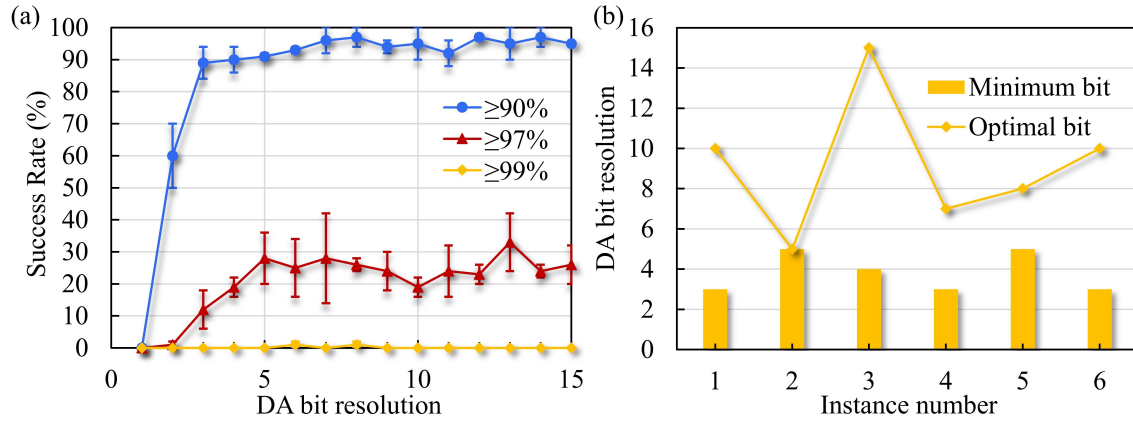 (a)
Success Rate (%)
100
90
80
70
60
50
40
30
20
10
0
≥90%
≥97%
≥99%
0 5 10 15
DA bit resolution
(b)
DA bit resolution
16
14
12
10
8
6
4
2
0
Minimum bit
Optimal bit
1 2 3 4 5 6
Instance number